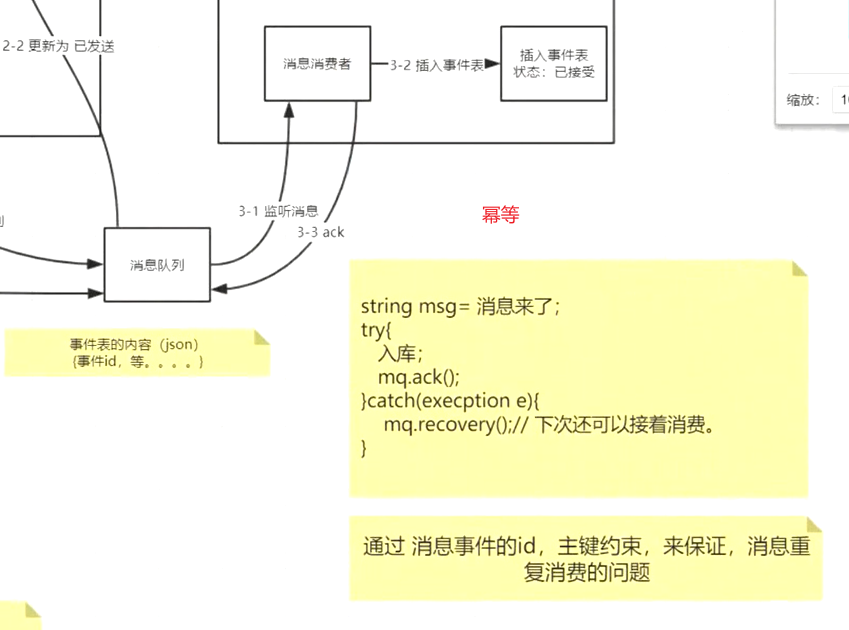 2-2 更新为 已发送
消息消费者
3-2 插入事件表
插入事件表
状态：已接受
缩放：
3-1 监听消息
3-3 ack
幂等
消息队列
事件表的内容（json）
{事件id，等。。。。}
string msg= 消息来了;
try{
入库;
mq.ack();
}catch(execption e){
mq.recovery();// 下次还可以接着消费。
}
通过 消息事件的id，主键约束，来保证，消息重
复消费的问题